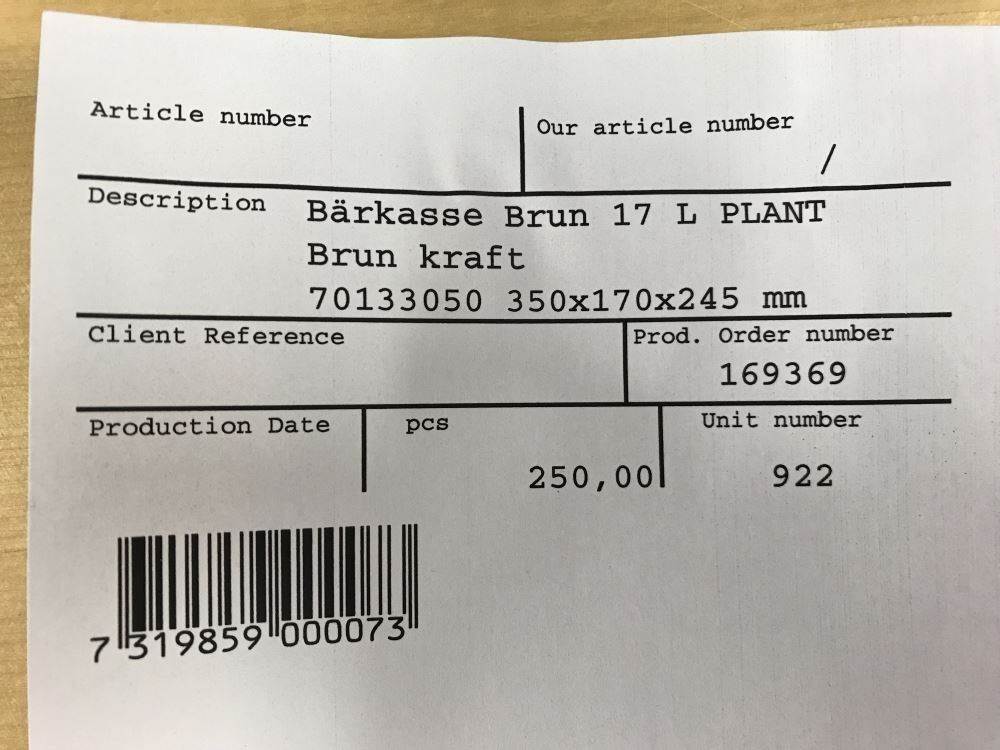 Article number
Our article number
/
Description
Bärkasse Brun 17 L PLANT
Brun kraft
70133050 350x170x245 mm
Client Reference
Prod. Order number
169369
Production Date
pcs
Unit number
250,00
922
7 319859 000073